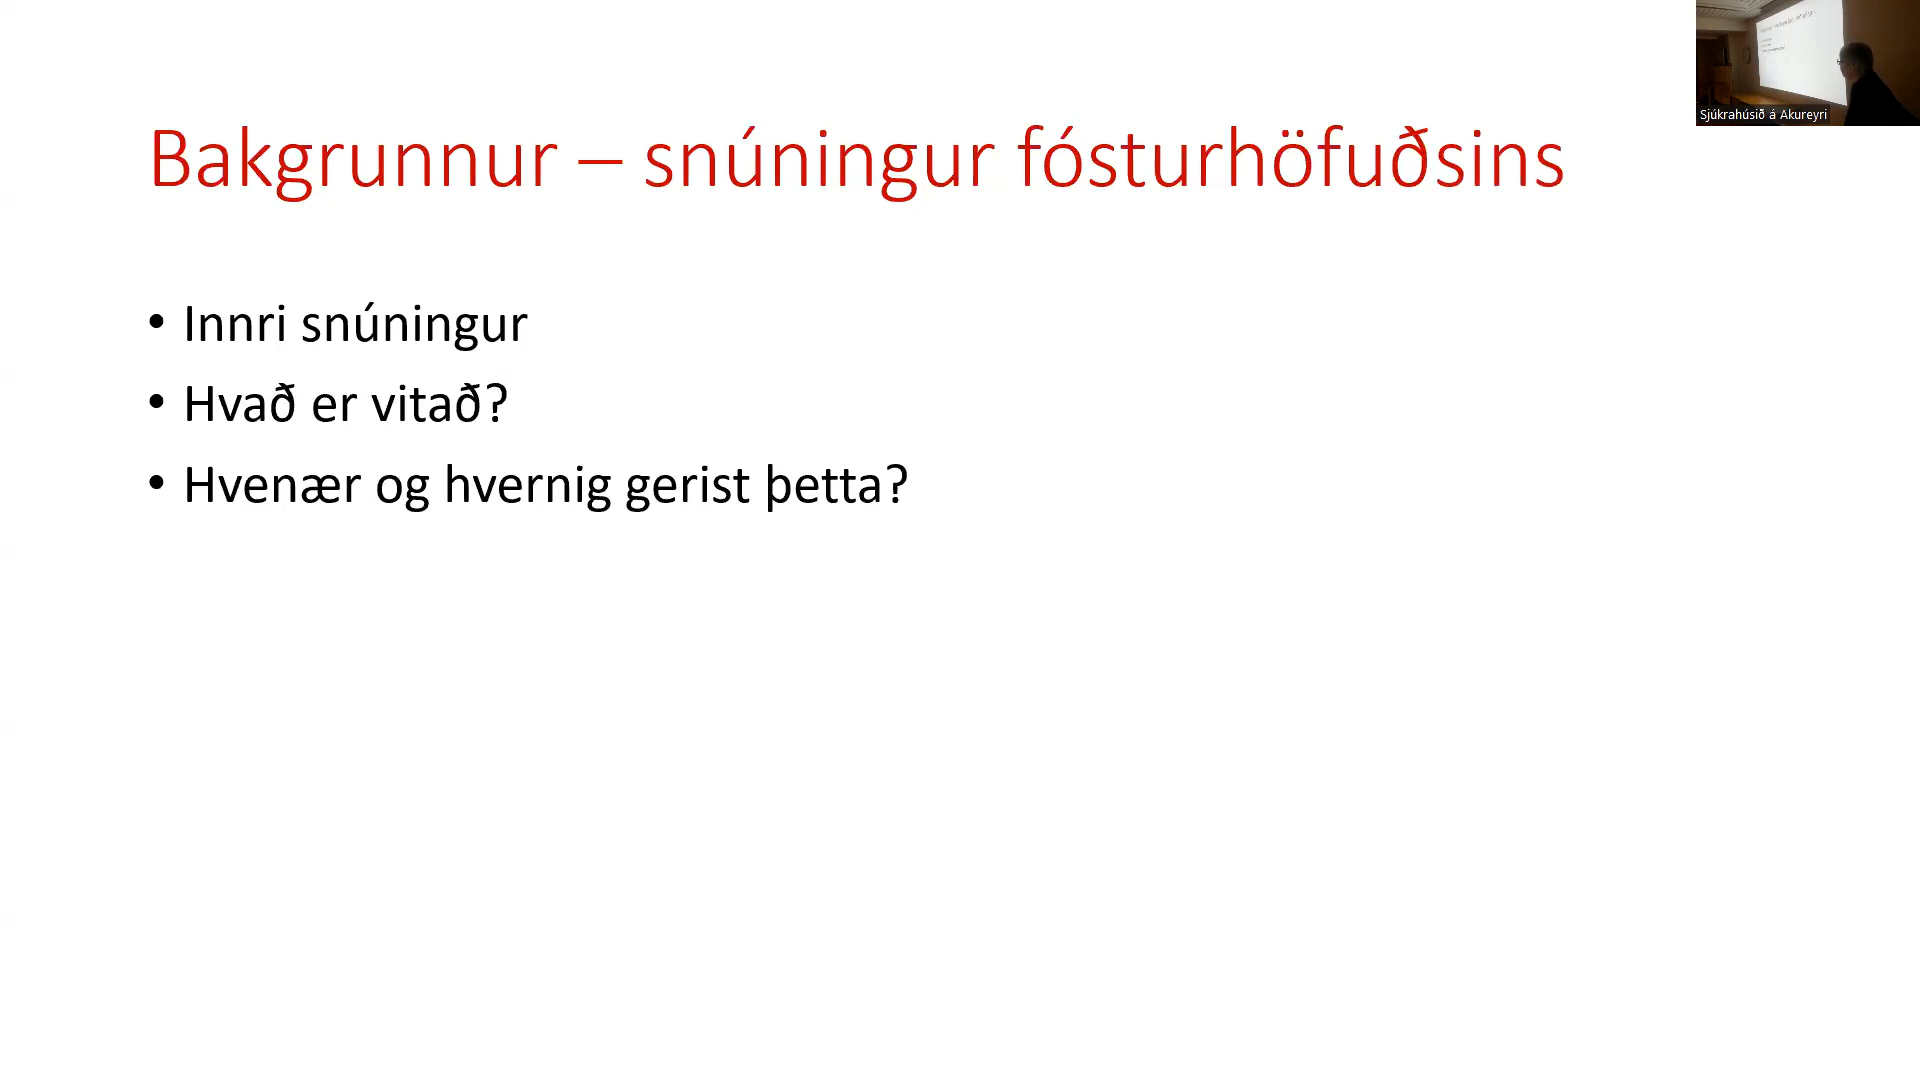 Bakgrunnur – snúningur fósturhöfuðsins
• Innri snúningur
• Hvað er vitað?
• Hvenær og hvernig gerist þetta?
Sjúkrahúsið á Akureyri